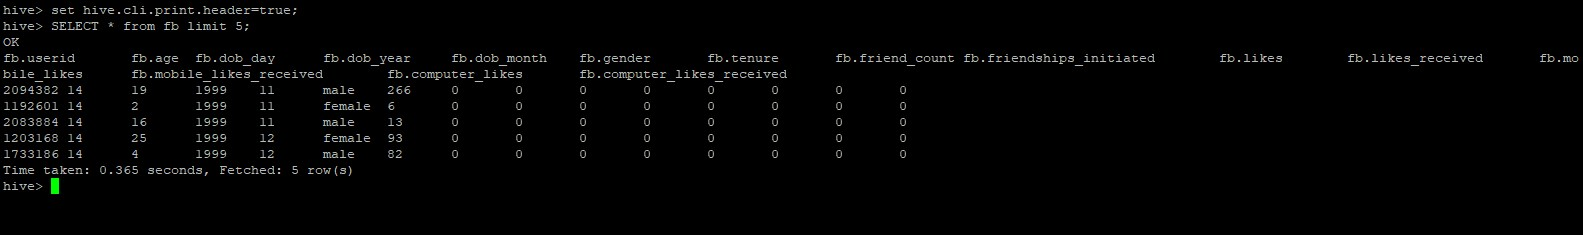 hive> set hive.cli.print.header=true;
hive> SELECT * from fb limit 5;
OK
fb.userid	fb.age	fb.dob_day	fb.dob_year	fb.dob_month	fb.gender	fb.tenure	fb.friend_count	fb.friendships_initiated	fb.likes	fb.likes_received	fb.mo
bile_likes	fb.mobile_likes_received	fb.computer_likes	fb.computer_likes_received
2094382	14	19	1999	11	male	266	0	0	0	0	0	0	0	0
1192601	14	2	1999	11	female	6	0	0	0	0	0	0	0	0
2083884	14	16	1999	11	male	13	0	0	0	0	0	0	0	0
1203168	14	25	1999	12	female	93	0	0	0	0	0	0	0	0
1733186	14	4	1999	12	male	82	0	0	0	0	0	0	0	0
Time taken: 0.365 seconds, Fetched: 5 row(s)
hive>